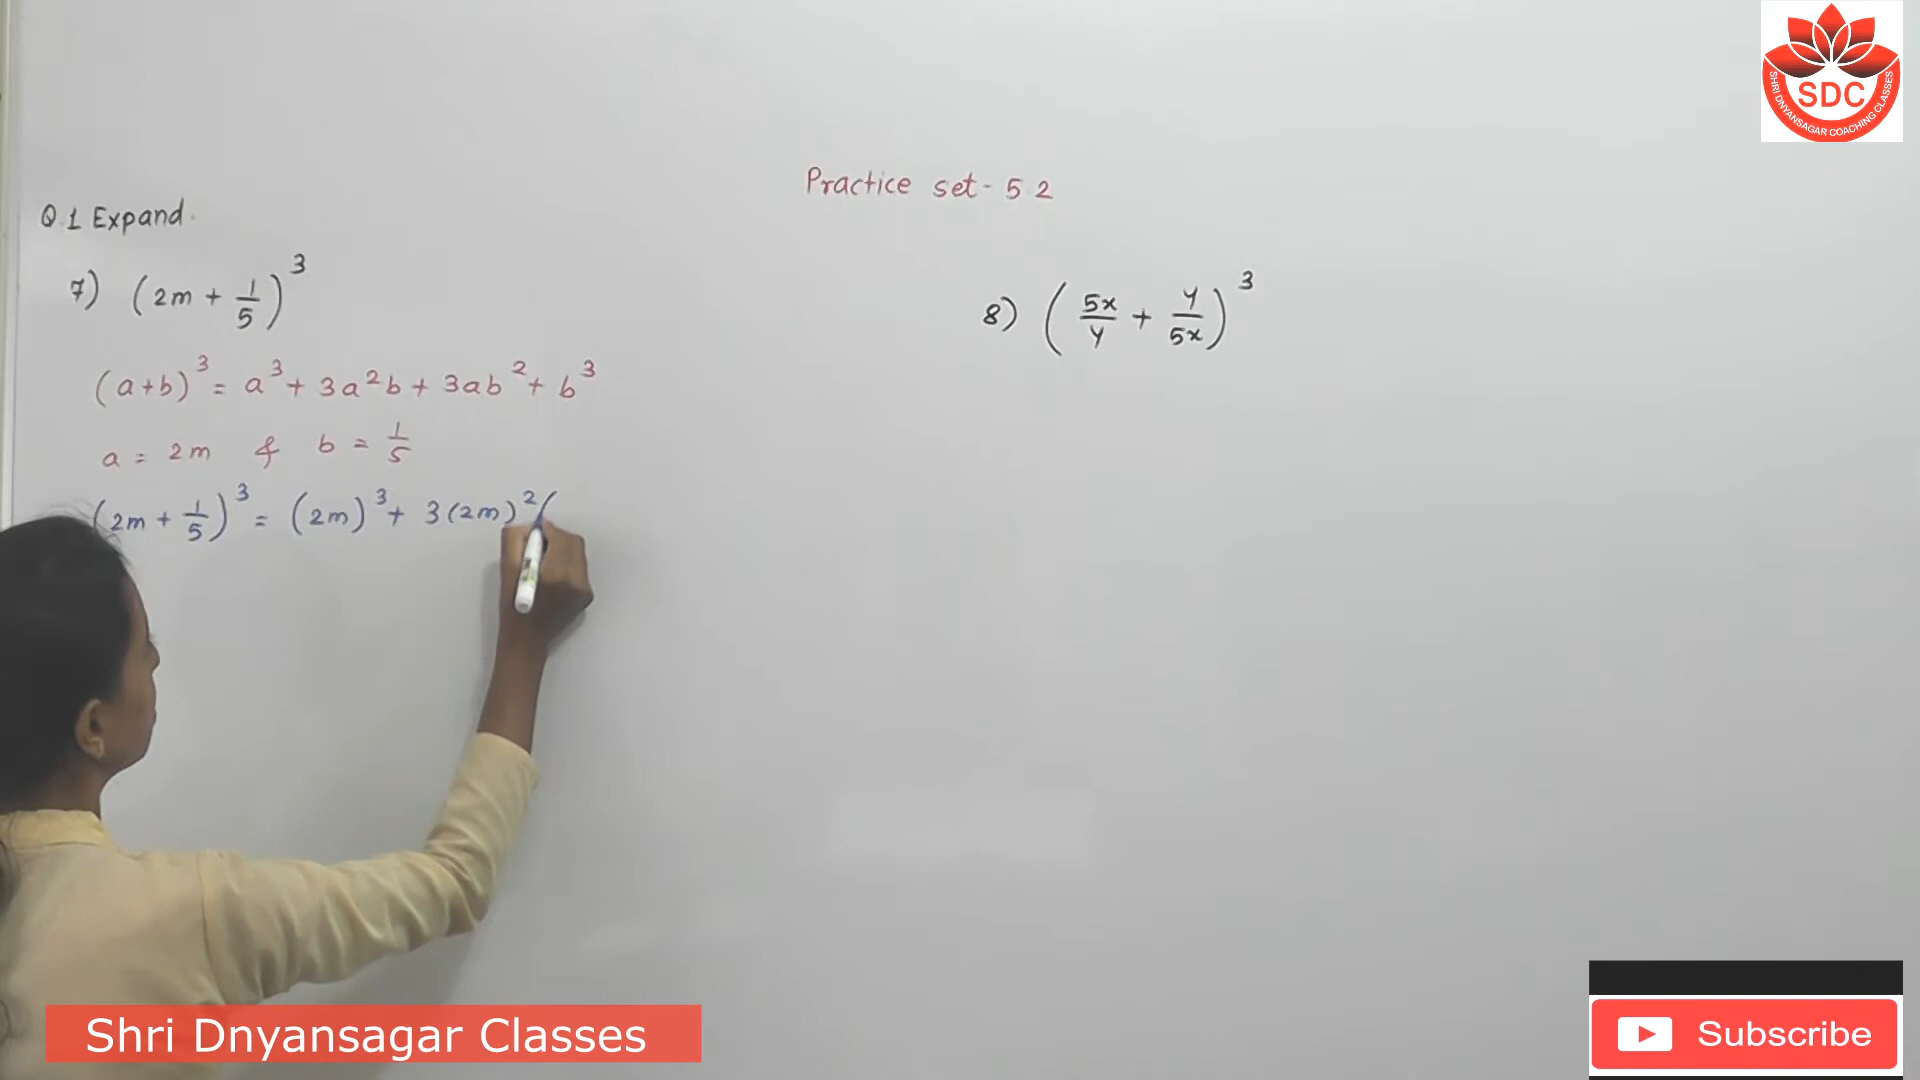 SDC
SHRI DNYANSAGAR COACHING CLASSES
Practice set - 5 2
Q.1 Expand.
7) (2m + 1/5)^3
(a+b)^3 = a^3 + 3a^2b + 3ab^2 + b^3
a = 2m & b = 1/5
(2m + 1/5)^3 = (2m)^3 + 3(2m)^2(
8) (5x/y + y/5x)^3
Shri Dnyansagar Classes
Subscribe